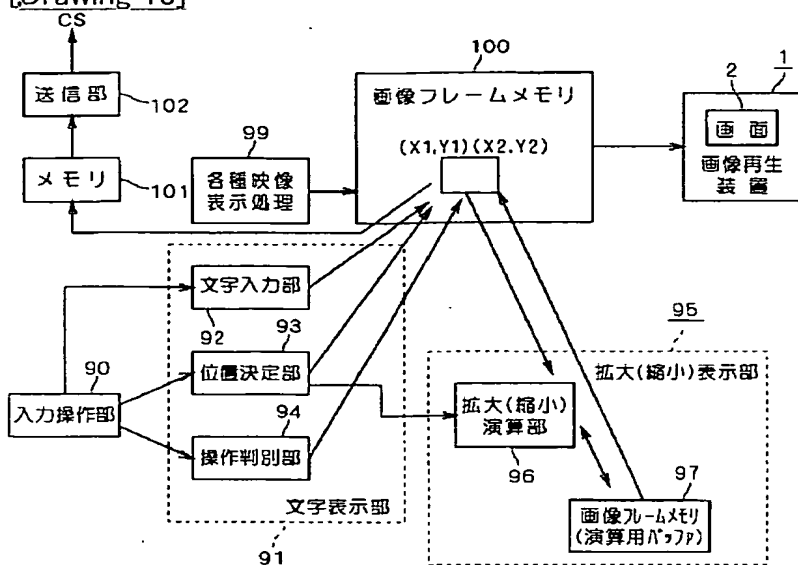 [Drawing 10]
CS
送信部
102
メモリ
101
99
各種映像
表示処理
100
画像フレームメモリ
(X1,Y1)(X2.Y2)
1
2
画面
画像再生
装置
文字入力部
92
93
位置決定部
94
操作判別部
文字表示部
91
90
入力操作部
95
拡大(縮小)表示部
拡大(縮小)
演算部
96
97
画像フレームメモリ
(演算用バッファ)